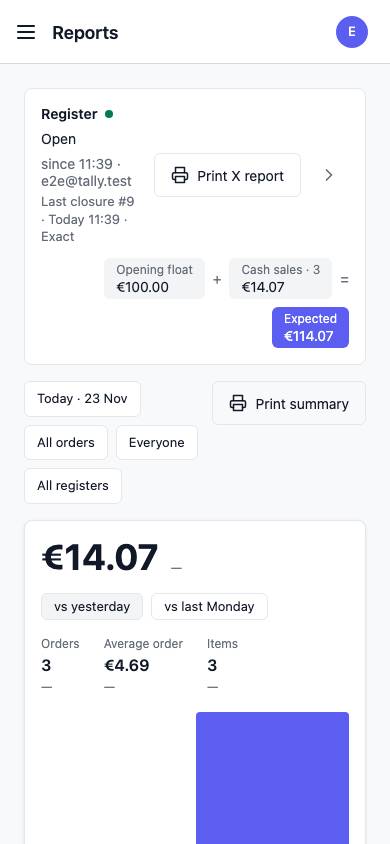 Reports
E
Register
Open
since 11:39 ·
e2e@tally.test
Last closure #9
· Today 11:39 ·
Exact
Print X report
Opening float
€100.00
+
Cash sales · 3
€14.07
=
Expected
€114.07
Today · 23 Nov
Print summary
All orders
Everyone
All registers
€14.07 —
vs yesterday
vs last Monday
Orders
3
—
Average order
€4.69
—
Items
3
—